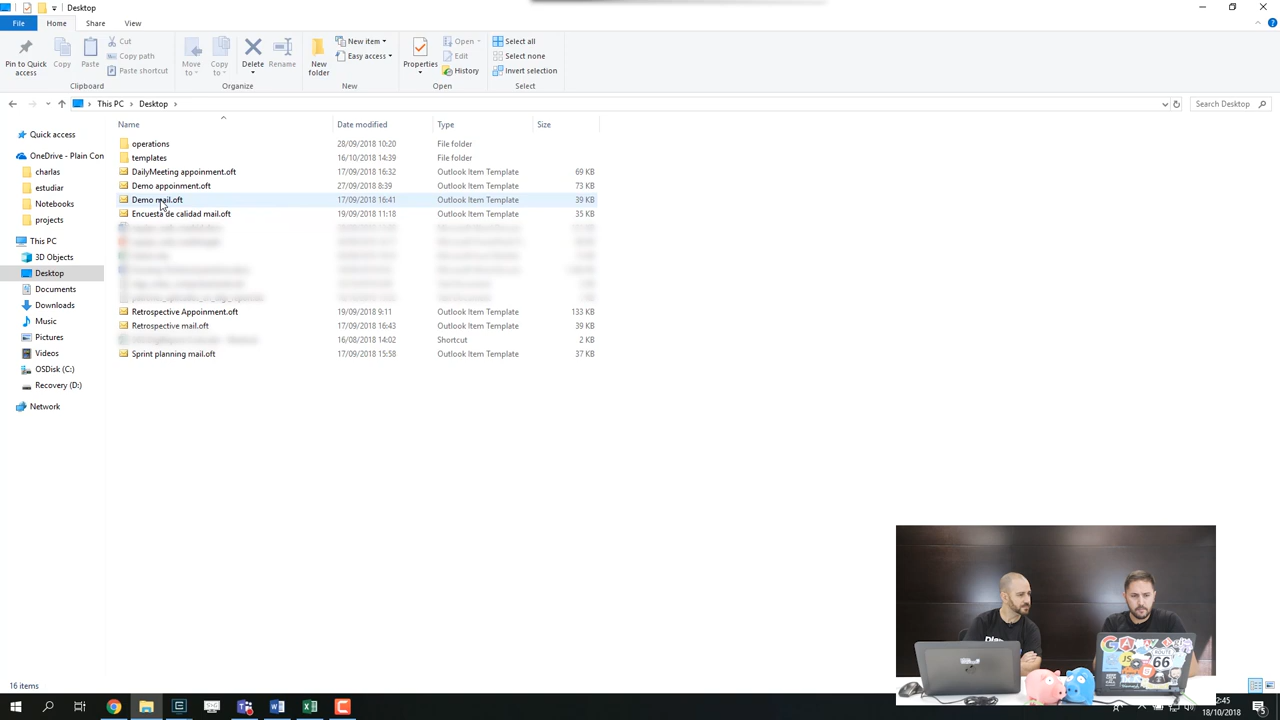 Desktop
File Home Share View
Pin to Quick access
Copy
Paste
Cut
Copy path
Paste shortcut
Clipboard
Move to
Copy to
Delete
Rename
Organize
New folder
New item
Easy access
New
Properties
Open
Edit
History
Open
Select all
Select none
Invert selection
Select
This PC Desktop
Search Desktop
Name Date modified Type Size
Quick access
OneDrive - Plain Con
charlas
estudiar
Notebooks
projects
This PC
3D Objects
Desktop
Documents
Downloads
Music
Pictures
Videos
OSDisk (C:)
Recovery (D:)
Network
operations 28/09/2018 10:20 File folder
templates 16/10/2018 14:39 File folder
DailyMeeting appoinment.oft 17/09/2018 16:32 Outlook Item Template 69 KB
Demo appoinment.oft 27/09/2018 8:39 Outlook Item Template 73 KB
Demo mail.oft 17/09/2018 16:41 Outlook Item Template 39 KB
Encuesta de calidad mail.oft 19/09/2018 11:18 Outlook Item Template 35 KB
Retrospective Appoinment.oft 19/09/2018 9:11 Outlook Item Template 133 KB
Retrospective mail.oft 17/09/2018 16:43 Outlook Item Template 39 KB
16/08/2018 14:02 Shortcut 2 KB
Sprint planning mail.oft 17/09/2018 15:58 Outlook Item Template 37 KB
16 items
JS
ROUTE
66
2:45
18/10/2018